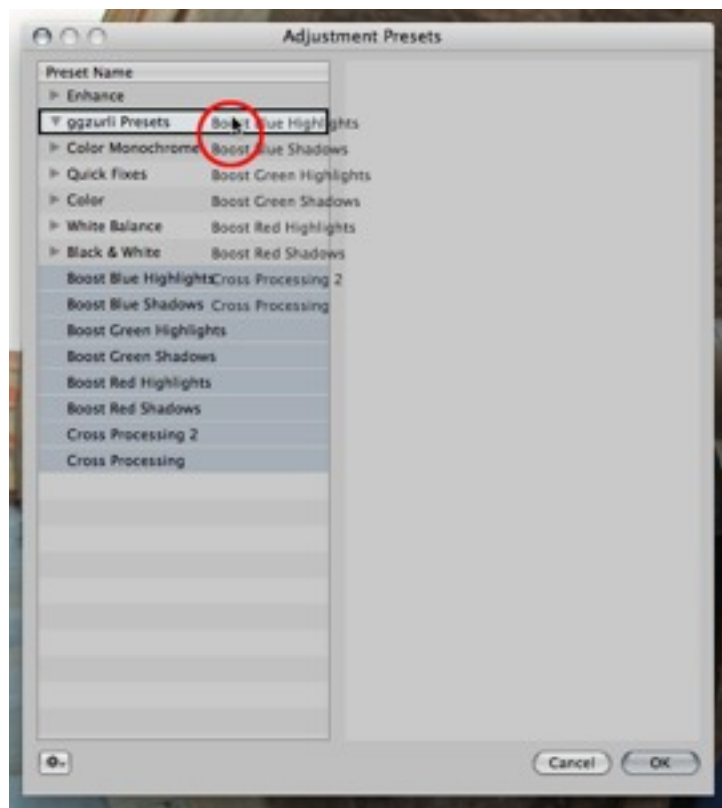 Adjustment Presets
Preset Name
Enhance
ggzurli Presets Boost Blue Highlights
Color Monochrome Boost Blue Shadows
Quick Fixes Boost Green Highlights
Color Boost Green Shadows
White Balance Boost Red Highlights
Black & White Boost Red Shadows
Boost Blue Highlights Cross Processing 2
Boost Blue Shadows Cross Processing
Boost Green Highlights
Boost Green Shadows
Boost Red Highlights
Boost Red Shadows
Cross Processing 2
Cross Processing
Cancel OK